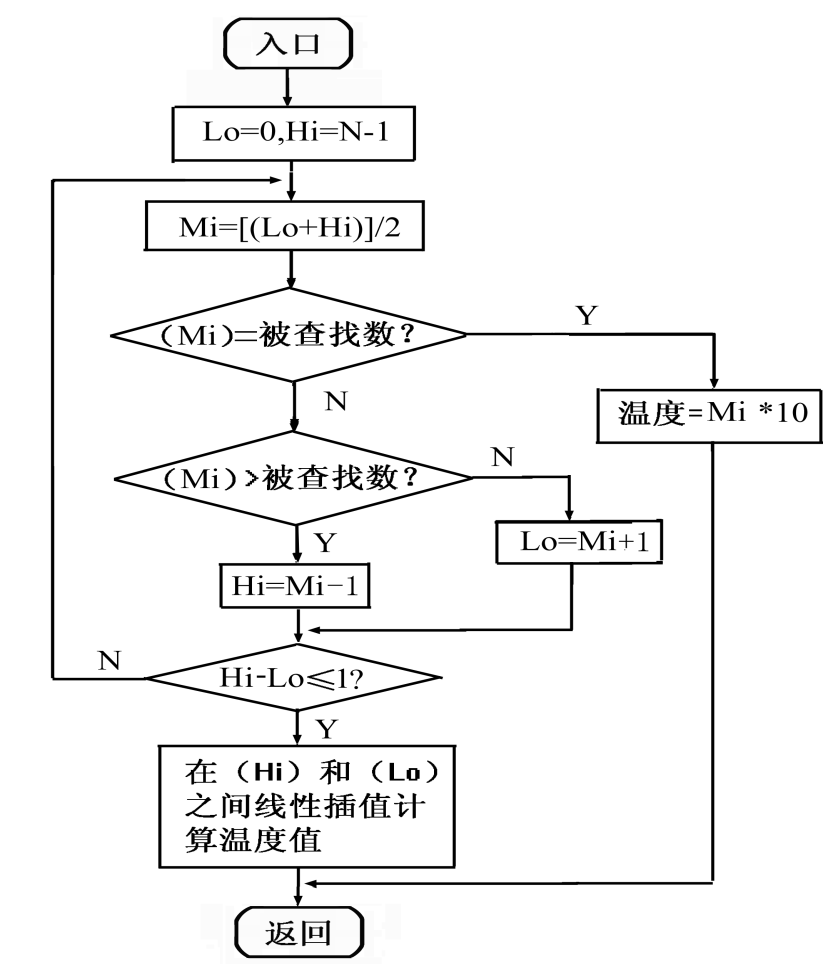 入口
Lo=0,Hi=N-1
Mi=[(Lo+Hi)]/2
(Mi)=被查找数?
Y
N
温度=Mi *10
(Mi)>被查找数?
N
Y
Lo=Mi+1
Hi=Mi-1
N
Hi-Lo≤1?
Y
在(Hi)和(Lo)
之间线性插值计
算温度值
返回